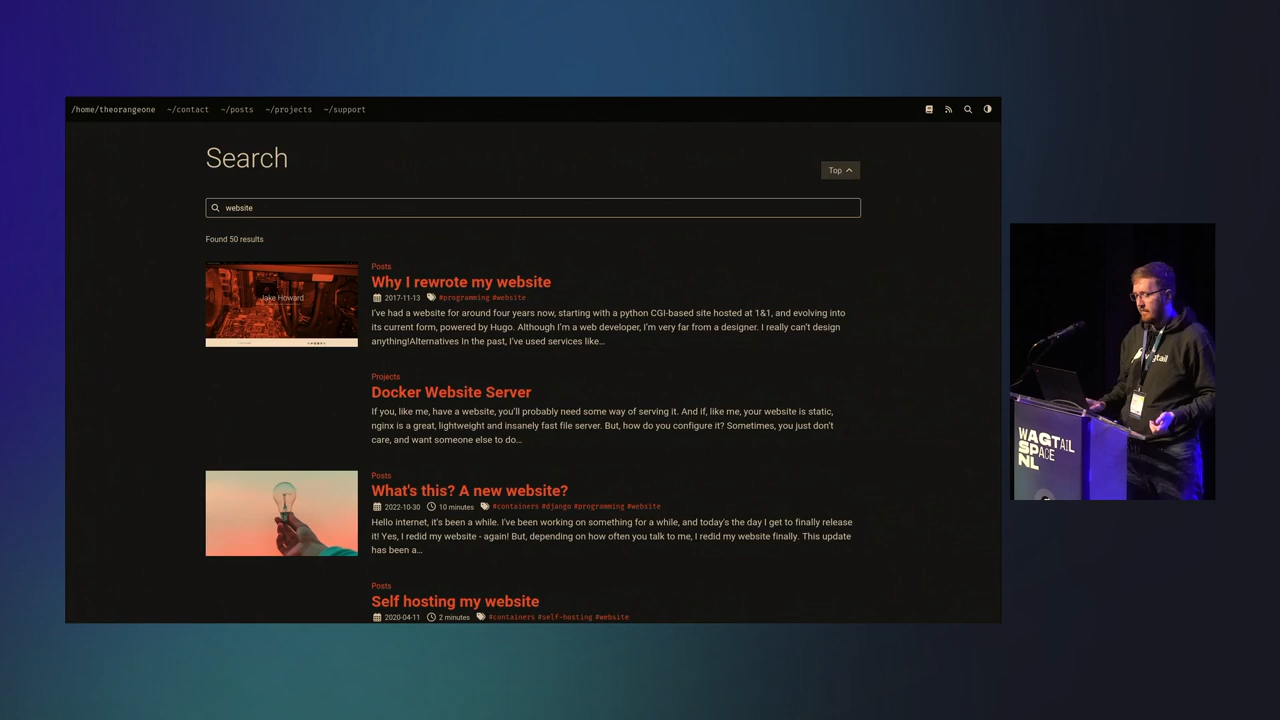 /home/theorangeone ~/contact ~/posts ~/projects ~/support
Search
Top
website
Found 50 results
Jake Howard
Posts
Why I rewrote my website
2017-11-13 #programming #website
I've had a website for around four years now, starting with a python CGI-based site hosted at 1&1, and evolving into
its current form, powered by Hugo. Although I'm a web developer, I'm very far from a designer. I really can't design
anything!Alternatives In the past, I've used services like…
Projects
Docker Website Server
If you, like me, have a website, you'll probably need some way of serving it. And if, like me, your website is static,
nginx is a great, lightweight and insanely fast file server. But, how do you configure it? Sometimes, you just don't
care, and want someone else to do…
Posts
What's this? A new website?
2022-10-30 10 minutes #containers #django #programming #website
Hello internet, it's been a while. I've been working on something for a while, and today's the day I get to finally release
it! Yes, I redid my website - again! But, depending on how often you talk to me, I redid my website finally. This update
has been a…
Posts
Self hosting my website
2020-04-11 2 minutes #containers #self-hosting #website
wagtail
WAGTAIL
SPACE
NL